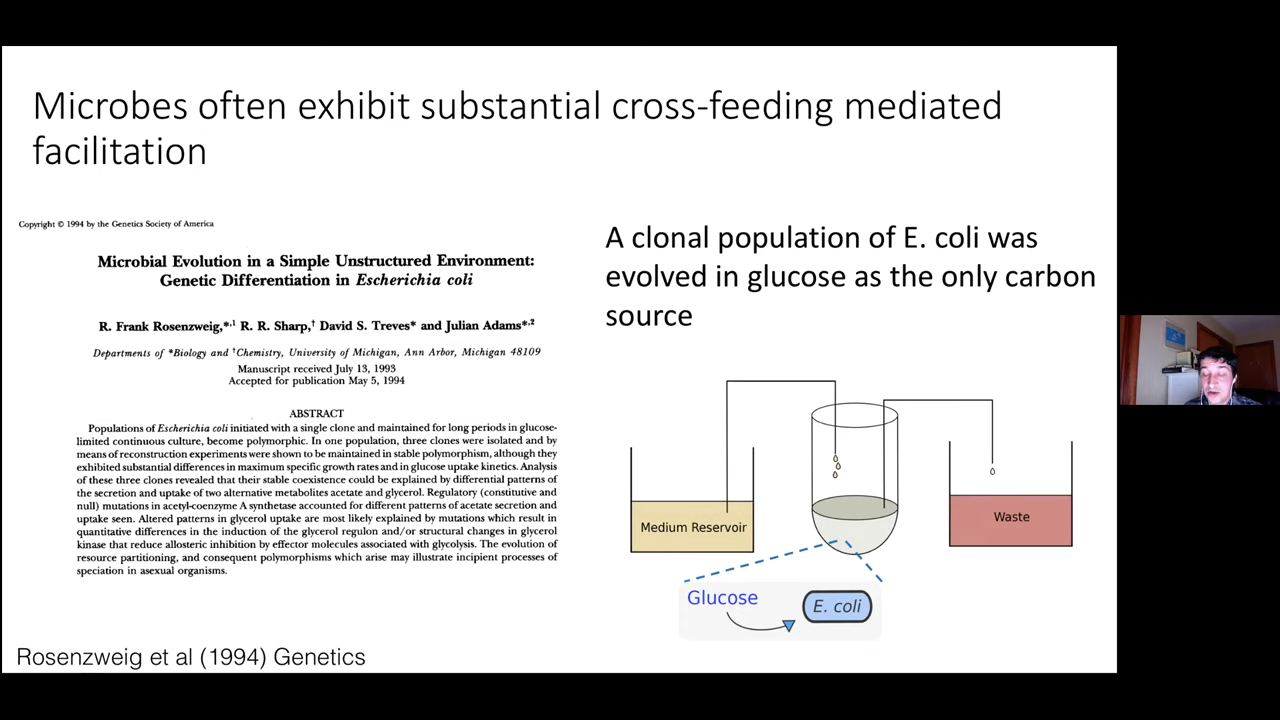 Microbes often exhibit substantial cross-feeding mediated
facilitation
Copyright © 1994 by the Genetics Society of America
Microbial Evolution in a Simple Unstructured Environment:
Genetic Differentiation in Escherichia coli
R. Frank Rosenzweig,*,1 R. R. Sharp,† David S. Treves* and Julian Adams*,2
Departments of *Biology and †Chemistry, University of Michigan, Ann Arbor, Michigan 48109
Manuscript received July 13, 1993
Accepted for publication May 5, 1994
ABSTRACT
Populations of Escherichia coli initiated with a single clone and maintained for long periods in glucose-
limited continuous culture, become polymorphic. In one population, three clones were isolated and by
means of reconstruction experiments were shown to be maintained in stable polymorphism, although they
exhibited substantial differences in maximum specific growth rates and in glucose uptake kinetics. Analysis
of these three clones revealed that their stable coexistence could be explained by differential patterns of
the secretion and uptake of two alternative metabolites acetate and glycerol. Regulatory (constitutive and
null) mutations in acetyl-coenzyme A synthetase accounted for different patterns of acetate secretion and
uptake seen. Altered patterns in glycerol uptake are most likely explained by mutations which result in
quantitative differences in the induction of the glycerol regulon and/or structural changes in glycerol
kinase that reduce allosteric inhibition by effector molecules associated with glycolysis. The evolution of
resource partitioning, and consequent polymorphisms which arise may illustrate incipient processes of
speciation in asexual organisms.
A clonal population of E. coli was
evolved in glucose as the only carbon
source
Medium Reservoir
Waste
Glucose
E. coli
Rosenzweig et al (1994) Genetics